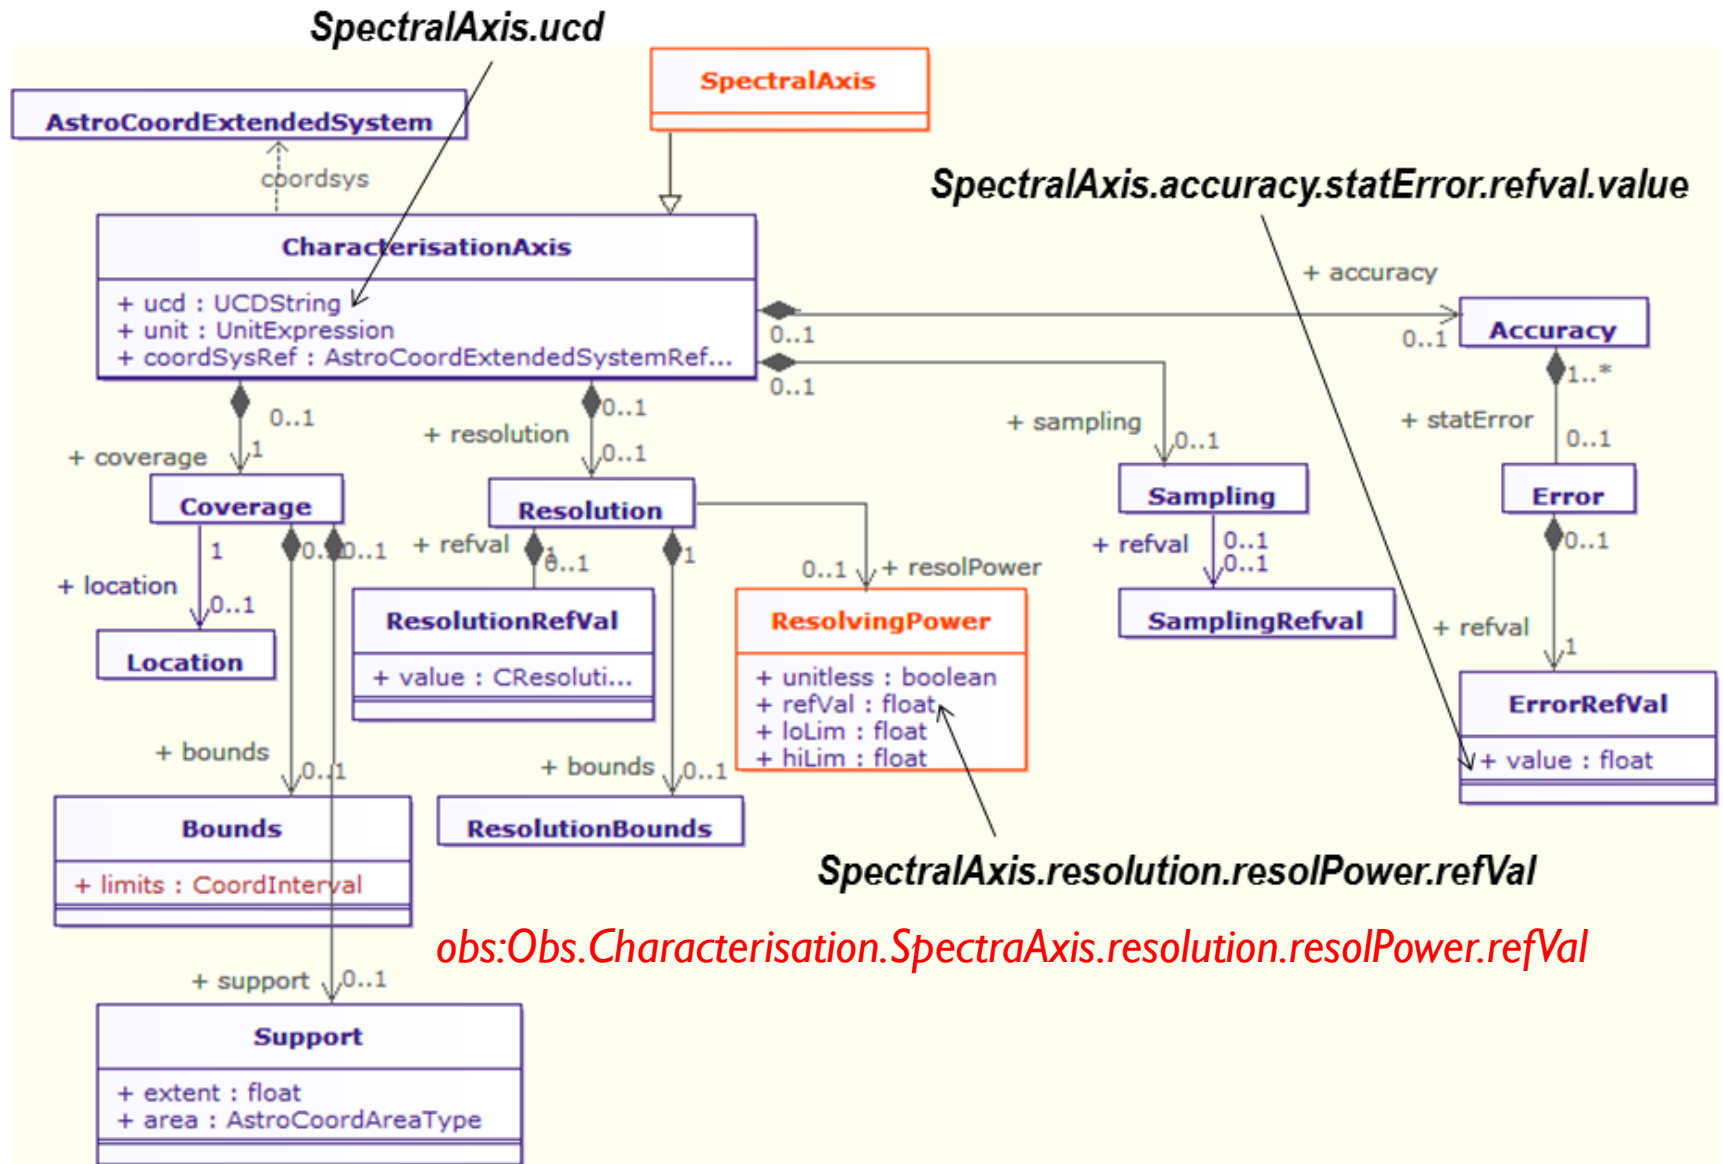 SpectralAxis.ucd
SpectralAxis
AstroCoordExtendedSystem
coordsys
SpectralAxis.accuracy.statError.refval.value
CharacterisationAxis
+ ucd : UCDString
+ unit : UnitExpression
+ coordSysRef : AstroCoordExtendedSystemRef...
+ accuracy
0..1
0..1
Accuracy
0..1
1..*
0..1
0..1
+ resolution
+ sampling
+ statError
+ coverage
1
0..1
0..1
0..1
Coverage
Resolution
Sampling
Error
1
0..1
0..1
+ refval
0..1
1
+ refval
0..1
0..1
0..1
+ location
0..1
0..1
+ resolPower
Location
ResolutionRefVal
+ value : CResoluti...
ResolvingPower
+ unitless : boolean
+ refVal : float
+ loLim : float
+ hiLim : float
SamplingRefval
+ refval
1
ErrorRefVal
+ value : float
+ bounds
0..1
+ bounds
0..1
Bounds
+ limits : CoordInterval
ResolutionBounds
SpectralAxis.resolution.resolPower.refVal
obs:Obs.Characterisation.SpectraAxis.resolution.resolPower.refVal
+ support
0..1
Support
+ extent : float
+ area : AstroCoordAreaType